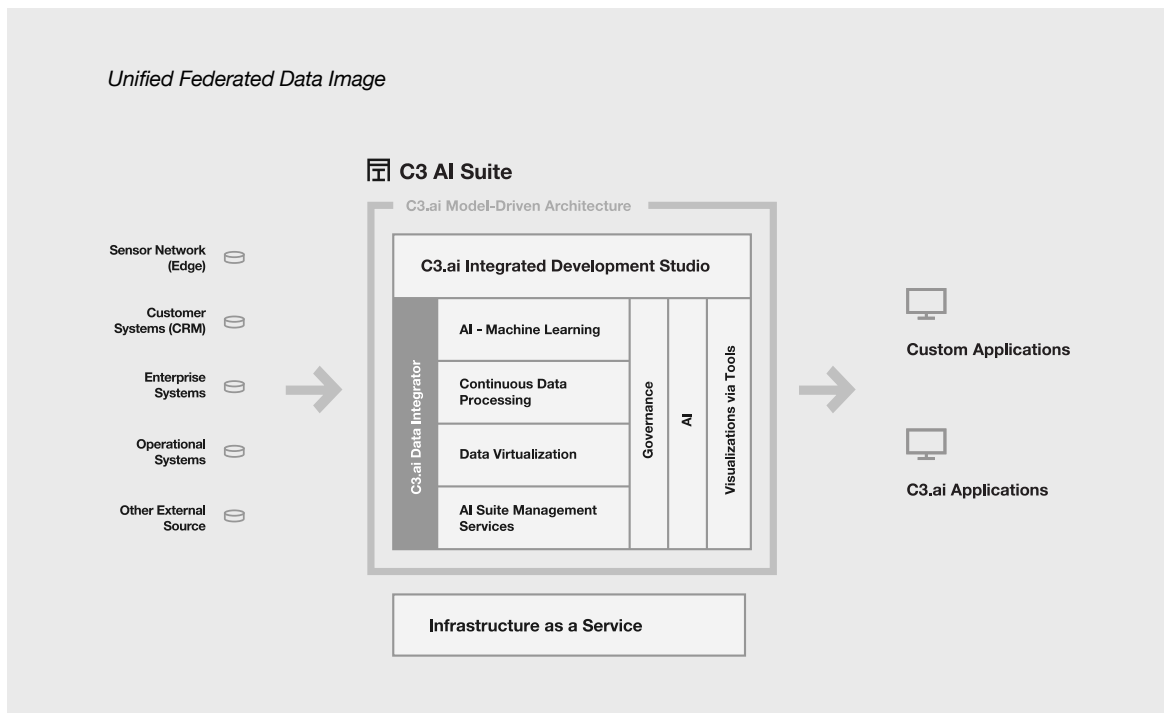 Unified Federated Data Image
C3 AI Suite
C3.ai Model-Driven Architecture
Sensor Network
(Edge)
Customer
Systems (CRM)
Enterprise
Systems
Operational
Systems
Other External
Source
C3.ai Integrated Development Studio
C3.ai Data Integrator
AI - Machine Learning
Continuous Data
Processing
Data Virtualization
AI Suite Management
Services
Governance
AI
Visualizations via Tools
Infrastructure as a Service
Custom Applications
C3.ai Applications